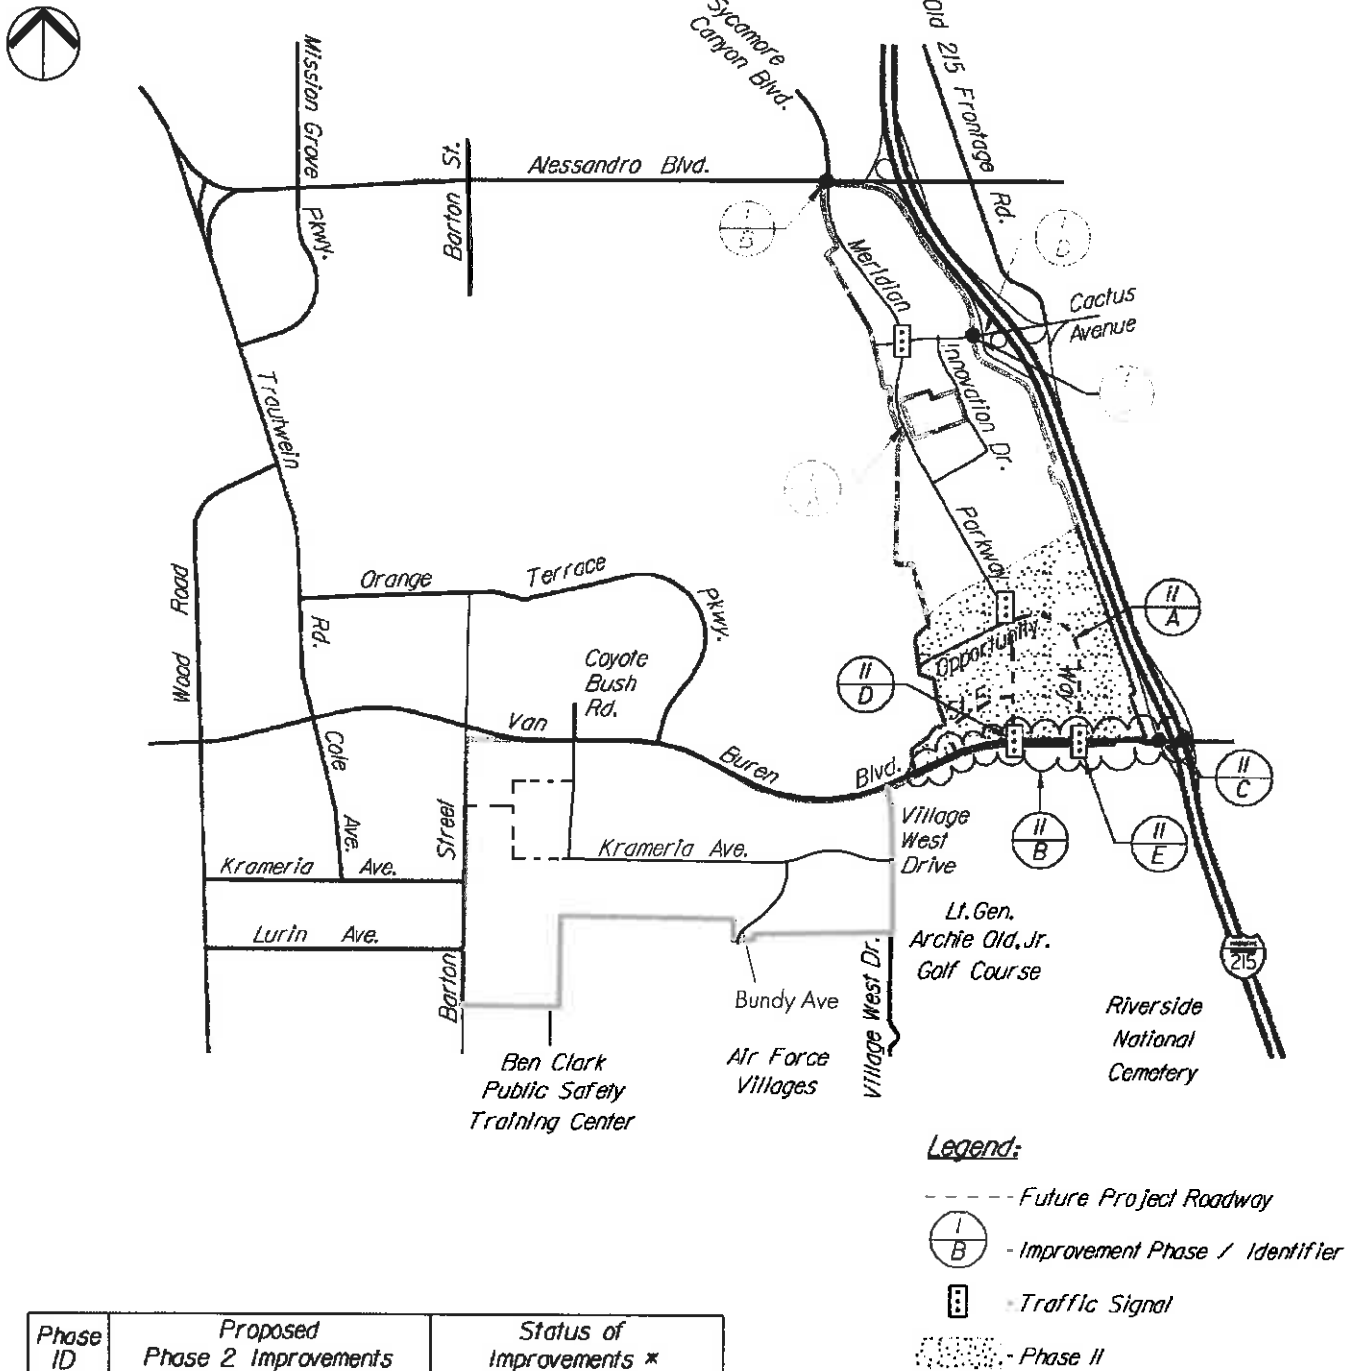 Sycamore
Canyon Blvd.
Old 215 Frontage Rd.
Mission Grove Pkwy.
Barton St.
Alessandro Blvd.
I
B
I
D
Meridian
Cactus
Avenue
Innovation Dr.
Trautwein
A
Parkway
Orange Terrace Pkwy.
Wood Road
Rd.
Coyote
Bush
Rd.
Opportunity
Way
II
A
II
D
Van Buren Blvd.
Cole
Ave.
II
C
II
B
II
E
Street
Village
West
Drive
Krameria Ave.
Krameria Ave.
Lurin Ave.
Lt. Gen.
Archie Old, Jr.
Golf Course
Barton
Bundy Ave
Village West Dr.
215
Riverside
National
Cemetery
Ben Clark
Public Safety
Training Center
Air Force
Villages
Legend:
- Future Project Roadway
I
B
- Improvement Phase / Identifier
- Traffic Signal
- Phase II
Phase
ID
Proposed
Phase 2 Improvements
Status of
Improvements *